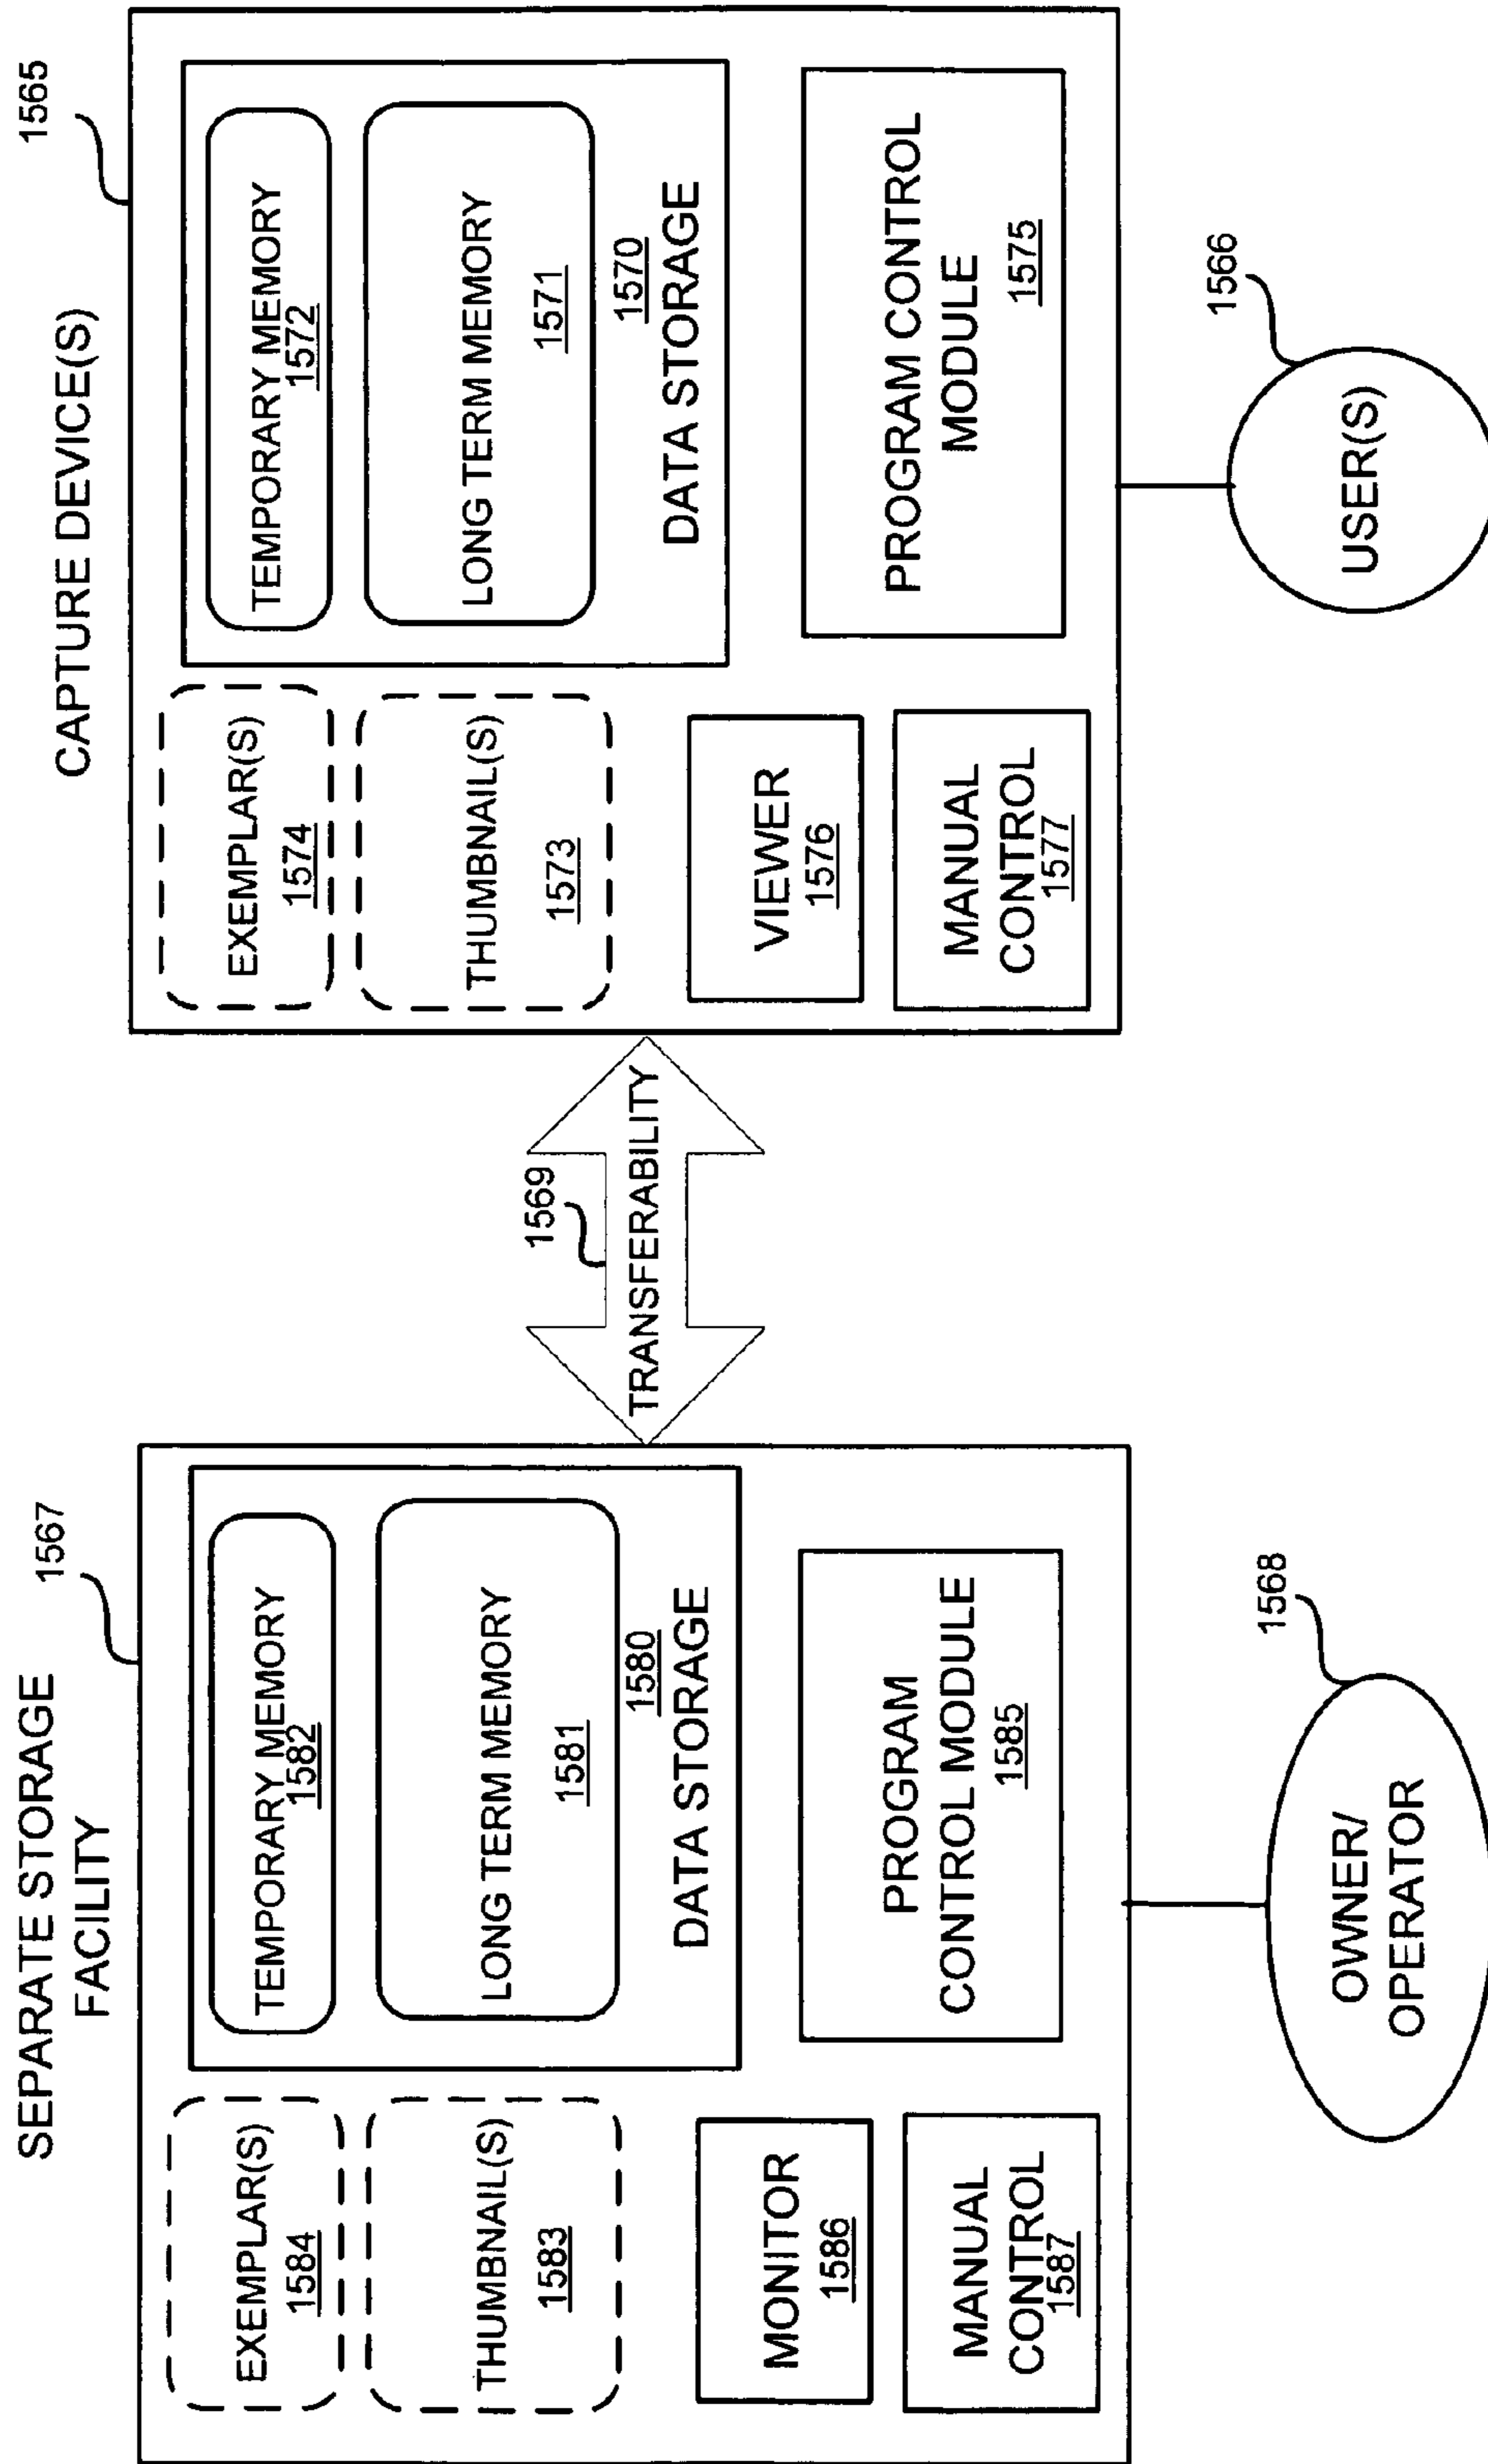 SEPARATE STORAGE
FACILITY
1567
EXEMPLAR(S)
1584
THUMBNAIL(S)
1583
TEMPORARY MEMORY
1582
LONG TERM MEMORY
1581
1580
DATA STORAGE
MONITOR
1586
MANUAL
CONTROL
1587
PROGRAM
CONTROL MODULE
1585
1568
OWNER/
OPERATOR
1569
TRANSFERABILITY
CAPTURE DEVICE(S)
1565
EXEMPLAR(S)
1574
THUMBNAIL(S)
1573
TEMPORARY MEMORY
1572
LONG TERM MEMORY
1571
1570
DATA STORAGE
VIEWER
1576
MANUAL
CONTROL
1577
PROGRAM CONTROL
MODULE
1575
1566
USER(S)